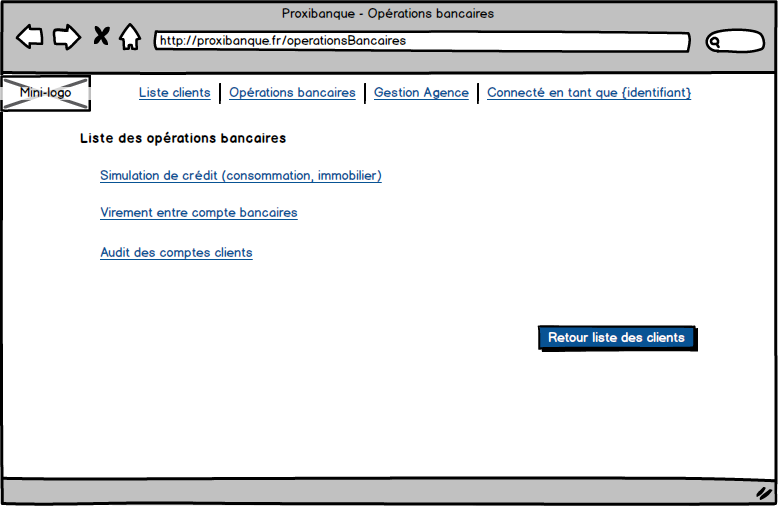 Proxibanque - Opérations bancaires
http://proxibanque.fr/operationsBancaires
Mini-logo
Liste clients | Opérations bancaires | Gestion Agence | Connecté en tant que {identifiant}
Liste des opérations bancaires
Simulation de crédit (consommation, immobilier)
Virement entre compte bancaires
Audit des comptes clients
Retour liste des clients